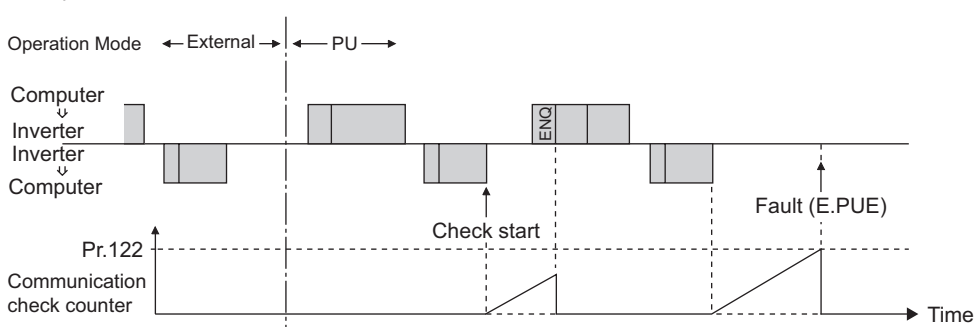 Operation Mode
External
PU
Computer
Inverter
Inverter
Computer
ENQ
Fault (E.PUE)
Check start
Pr.122
Communication
check counter
Time